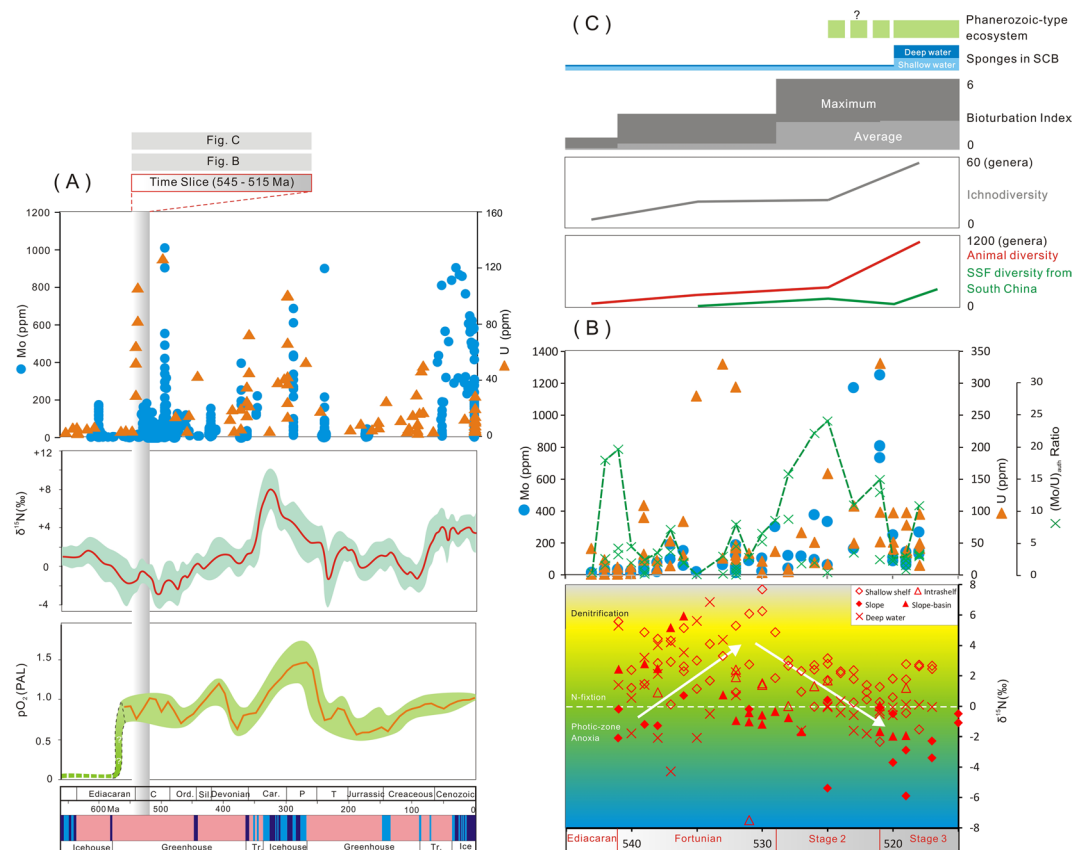 Fig. C
Fig. B
Time Slice (545 - 515 Ma)
(A)
1200
1000
800
600
400
200
0
Mo (ppm)
160
120
80
40
0
U (ppm)
+12
+8
+4
0
-4
δ¹⁵N(‰)
1.5
1.0
0.5
0
pO₂(PAL)
Ediacaran C Ord. Sil. Devonian Car. P T Jurrassic Creaceous Cenozoic
600Ma 500 400 300 200 100 0
Icehouse Greenhouse Tr. Icehouse Greenhouse Tr. Ice
(C)
?
Phanerozoic-type
ecosystem
Deep water
Shallow water
Sponges in SCB
6
Maximum
Bioturbation Index
Average
0
60 (genera)
Ichnodiversity
0
1200 (genera)
Animal diversity
SSF diversity from
South China
0
(B)
1400
1200
1000
800
600
400
200
0
Mo (ppm)
350
300
250
200
150
100
50
0
U (ppm)
30
25
20
15
10
5
0
(Mo/U)auth Ratio
Denitrification
N-fixtion
Photic-zone
Anoxia
Shallow shelf Intrashelf
Slope Slope-basin
Deep water
8
6
4
2
0
-2
-4
-6
-8
δ¹⁵N(‰)
Ediacaran Fortunian Stage 2 Stage 3
540 530 520